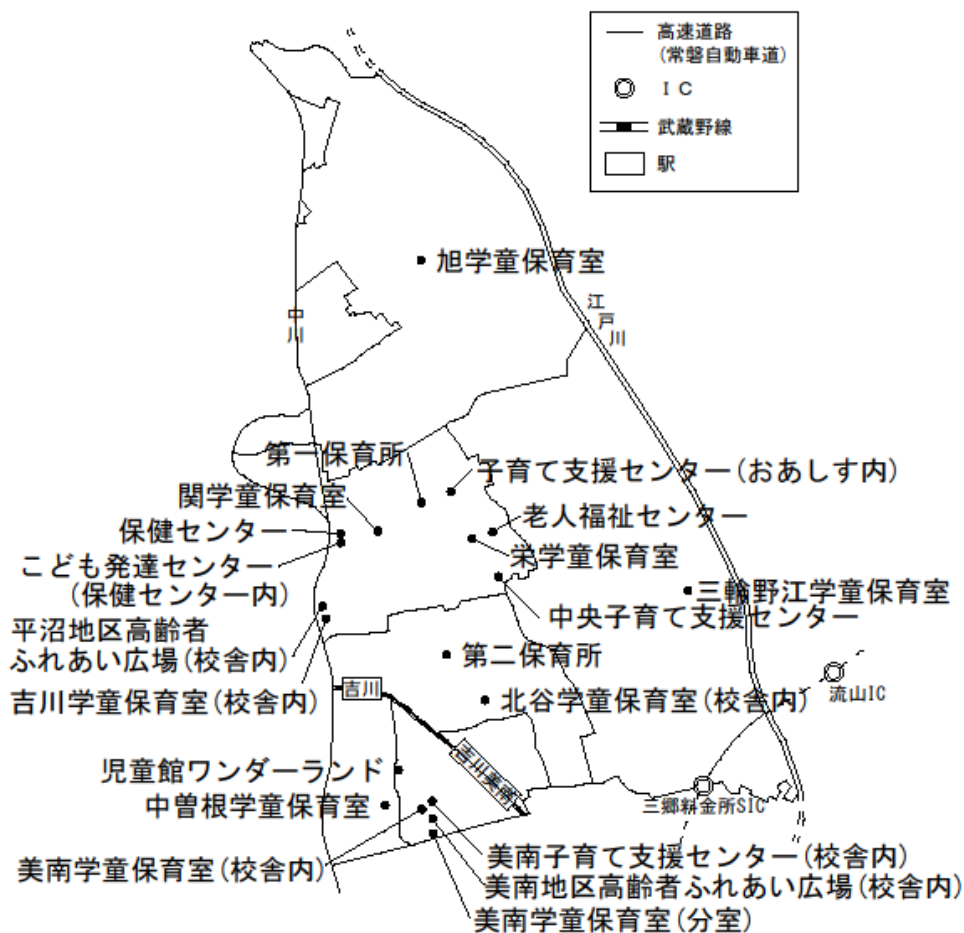 高速道路
(常磐自動車道)
ＩＣ
武蔵野線
駅
旭学童保育室
中川
江戸川
第一保育所
子育て支援センター(おあしす内)
関学童保育室
老人福祉センター
保健センター
栄学童保育室
こども発達センター
(保健センター内)
三輪野江学童保育室
中央子育て支援センター
平沼地区高齢者
ふれあい広場(校舎内)
第二保育所
吉川学童保育室(校舎内)
吉川
北谷学童保育室(校舎内)
流山IC
児童館ワンダーランド
吉川美南
中曽根学童保育室
三郷料金所SIC
美南学童保育室(校舎内)
美南子育て支援センター(校舎内)
美南地区高齢者ふれあい広場(校舎内)
美南学童保育室(分室)